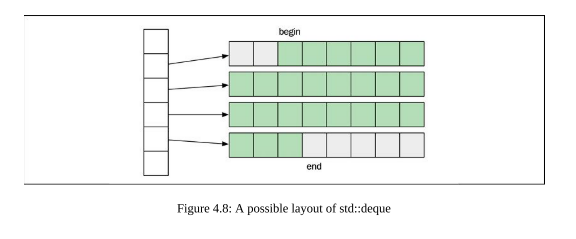 begin
end
Figure 4.8: A possible layout of std::deque